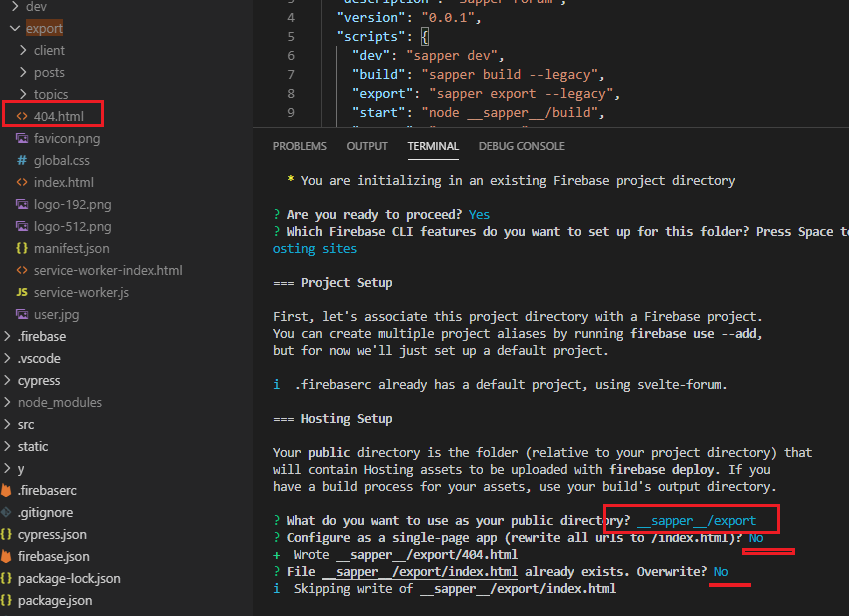 dev
export
client
posts
topics
404.html
favicon.png
global.css
index.html
logo-192.png
logo-512.png
manifest.json
service-worker-index.html
JS service-worker.js
user.jpg
.firebase
.vscode
cypress
node_modules
src
static
y
.firebaserc
.gitignore
cypress.json
firebase.json
package-lock.json
package.json
4 "version": "0.0.1",
5 "scripts": {
6 "dev": "sapper dev",
7 "build": "sapper build --legacy",
8 "export": "sapper export --legacy",
9 "start": "node __sapper__/build",
PROBLEMS OUTPUT TERMINAL DEBUG CONSOLE
* You are initializing in an existing Firebase project directory
? Are you ready to proceed? Yes
? Which Firebase CLI features do you want to set up for this folder? Press Space to
osting sites
=== Project Setup
First, let's associate this project directory with a Firebase project.
You can create multiple project aliases by running firebase use --add,
but for now we'll just set up a default project.
i .firebaserc already has a default project, using svelte-forum.
=== Hosting Setup
Your public directory is the folder (relative to your project directory) that
will contain Hosting assets to be uploaded with firebase deploy. If you
have a build process for your assets, use your build's output directory.
? What do you want to use as your public directory? __sapper__/export
? Configure as a single-page app (rewrite all urls to /index.html)? No
+ Wrote __sapper__/export/404.html
? File __sapper__/export/index.html already exists. Overwrite? No
i Skipping write of __sapper__/export/index.html